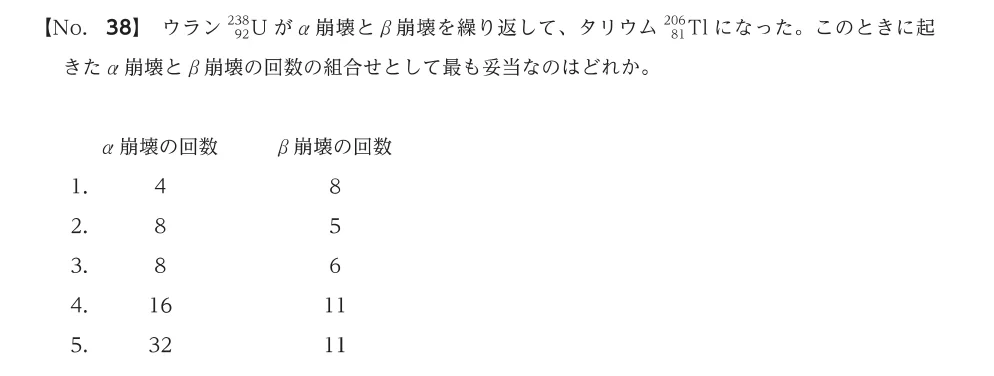 【No. 38】 ウラン ²³⁸₉₂U が α 崩壊と β 崩壊を繰り返して、タリウム ²⁰⁶₈₁Tl になった。このときに起
きた α 崩壊と β 崩壊の回数の組合せとして最も妥当なのはどれか。
α 崩壊の回数 β 崩壊の回数
1. 4 8
2. 8 5
3. 8 6
4. 16 11
5. 32 11